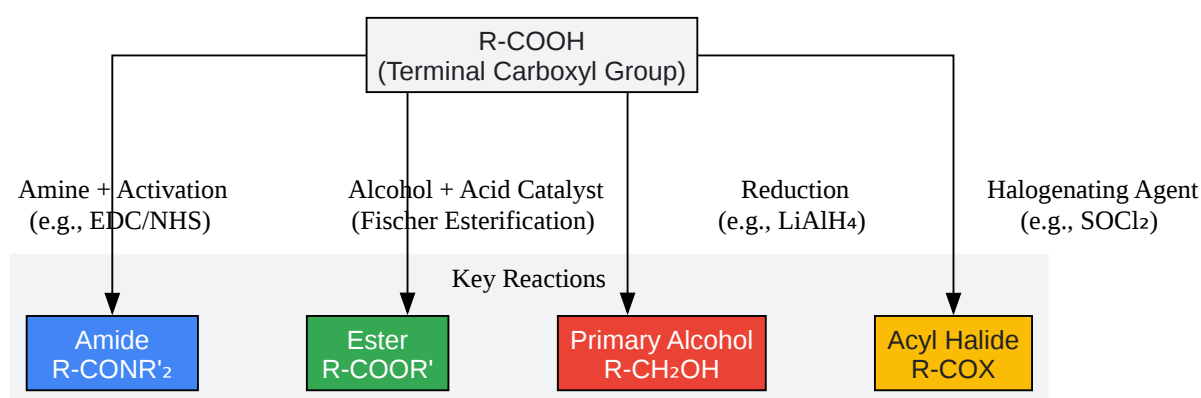 R-COOH
(Terminal Carboxyl Group)
Amine + Activation
(e.g., EDC/NHS)
Alcohol + Acid Catalyst
(Fischer Esterification)
Reduction
(e.g., LiAlH₄)
Halogenating Agent
(e.g., SOCl₂)
Key Reactions
Amide
R-CONR'₂
Ester
R-COOR'
Primary Alcohol
R-CH₂OH
Acyl Halide
R-COX